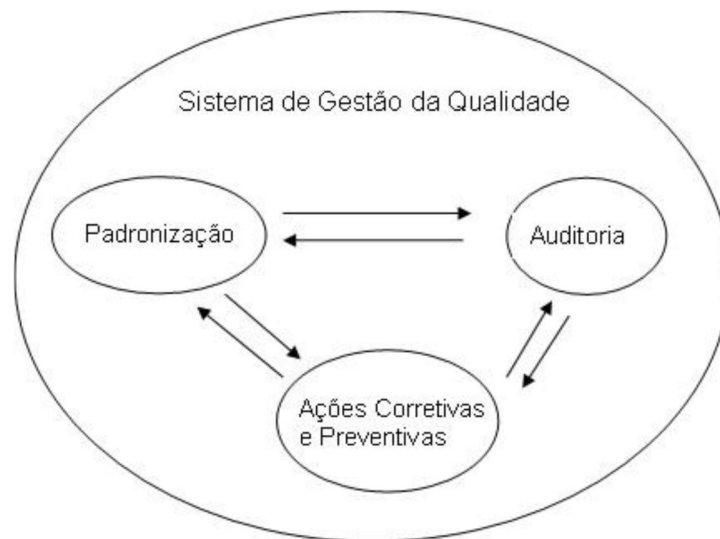 Sistema de Gestão da Qualidade
Padronização
Auditoria
Ações Corretivas
e Preventivas